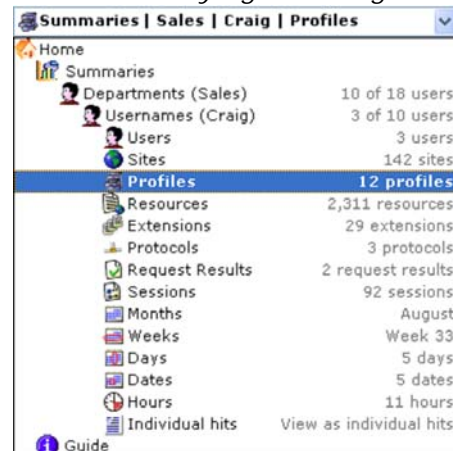 Summaries | Sales | Craig | Profiles
Home
Summaries
Departments (Sales) 10 of 18 users
Usernames (Craig) 3 of 10 users
Users 3 users
Sites 142 sites
Profiles 12 profiles
Resources 2,311 resources
Extensions 29 extensions
Protocols 3 protocols
Request Results 2 request results
Sessions 92 sessions
Months August
Weeks Week 33
Days 5 days
Dates 5 dates
Hours 11 hours
Individual hits View as individual hits
Guide